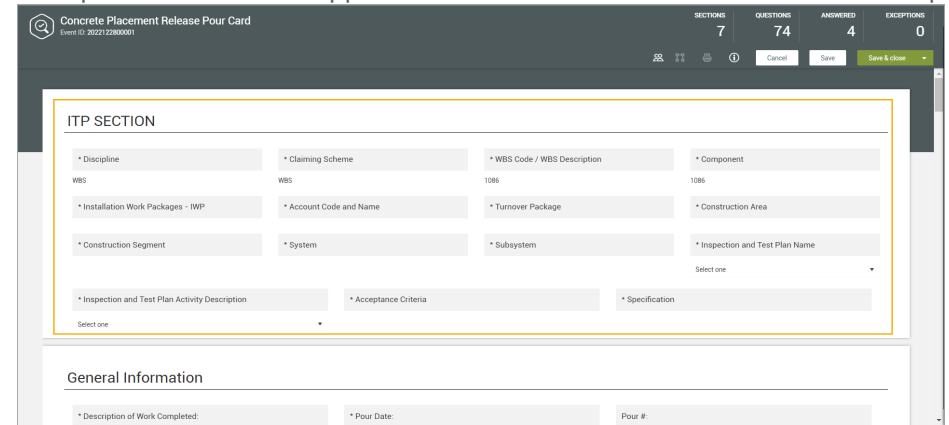 Concrete Placement Release Pour Card
Event ID: 2022122800001
SECTIONS QUESTIONS ANSWERED EXCEPTIONS
7 74 4 0
Cancel Save Save & close
ITP SECTION
* Discipline * Claiming Scheme * WBS Code / WBS Description * Component
WBS WBS 1086 1086
* Installation Work Packages - IWP * Account Code and Name * Turnover Package * Construction Area
* Construction Segment * System * Subsystem * Inspection and Test Plan Name
Select one
* Inspection and Test Plan Activity Description * Acceptance Criteria * Specification
Select one
General Information
* Description of Work Completed: * Pour Date: Pour #: